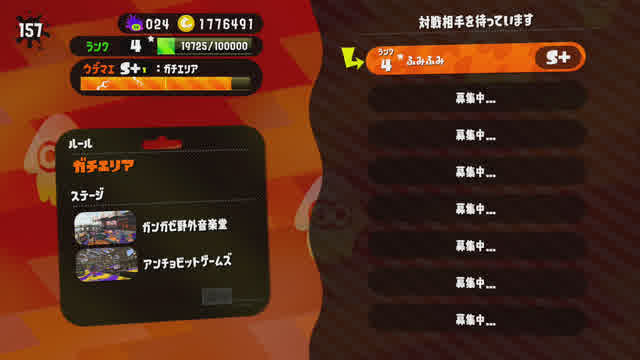 157
024
1776491
ランク 4 19725/100000
ウデマエ S+ 1 :ガチエリア
ルール
ガチエリア
ステージ
ガンガゼ野外音楽堂
アンチョビットゲームズ
対戦相手を待っています
ランク
4 ふみふみ S+
募集中...
募集中...
募集中...
募集中...
募集中...
募集中...
募集中...